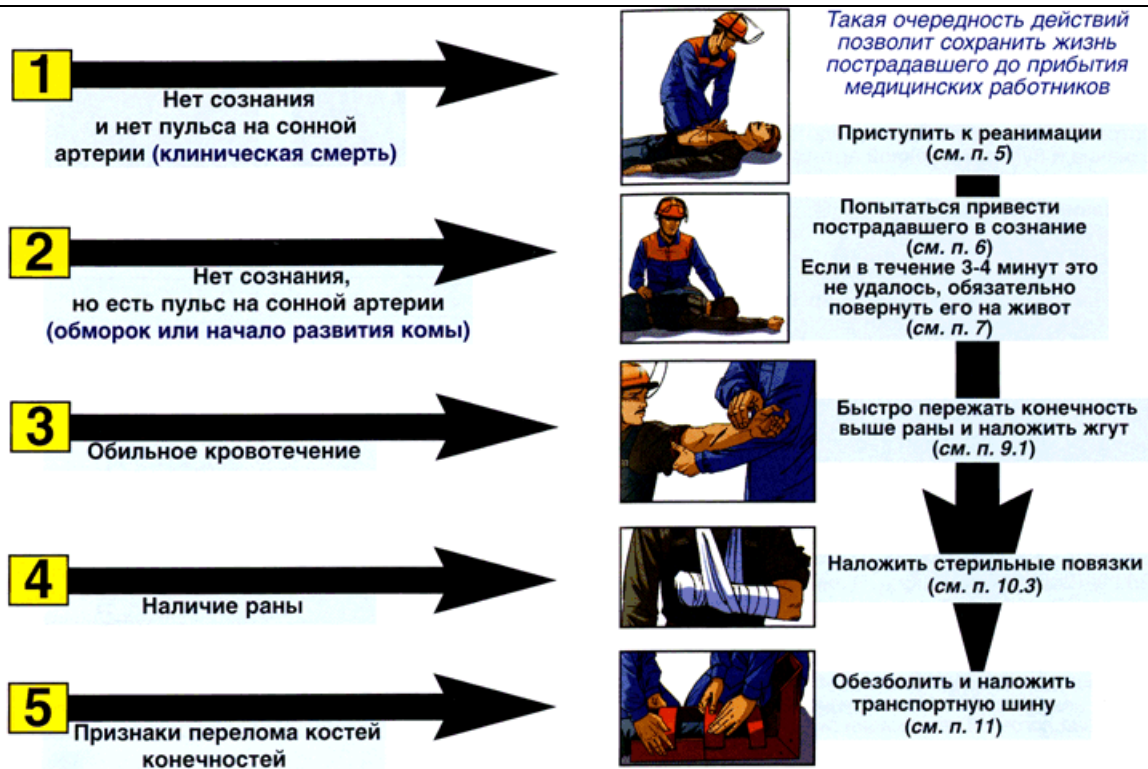 Такая очередность действий
позволит сохранить жизнь
пострадавшего до прибытия
медицинских работников
1
Нет сознания
и нет пульса на сонной
артерии (клиническая смерть)
Приступить к реанимации
(см. п. 5)
2
Нет сознания,
но есть пульс на сонной артерии
(обморок или начало развития комы)
Попытаться привести
пострадавшего в сознание
(см. п. 6)
Если в течение 3-4 минут это
не удалось, обязательно
повернуть его на живот
(см. п. 7)
3
Обильное кровотечение
Быстро пережать конечность
выше раны и наложить жгут
(см. п. 9.1)
4
Наличие раны
Наложить стерильные повязки
(см. п. 10.3)
5
Признаки перелома костей
конечностей
Обезболить и наложить
транспортную шину
(см. п. 11)